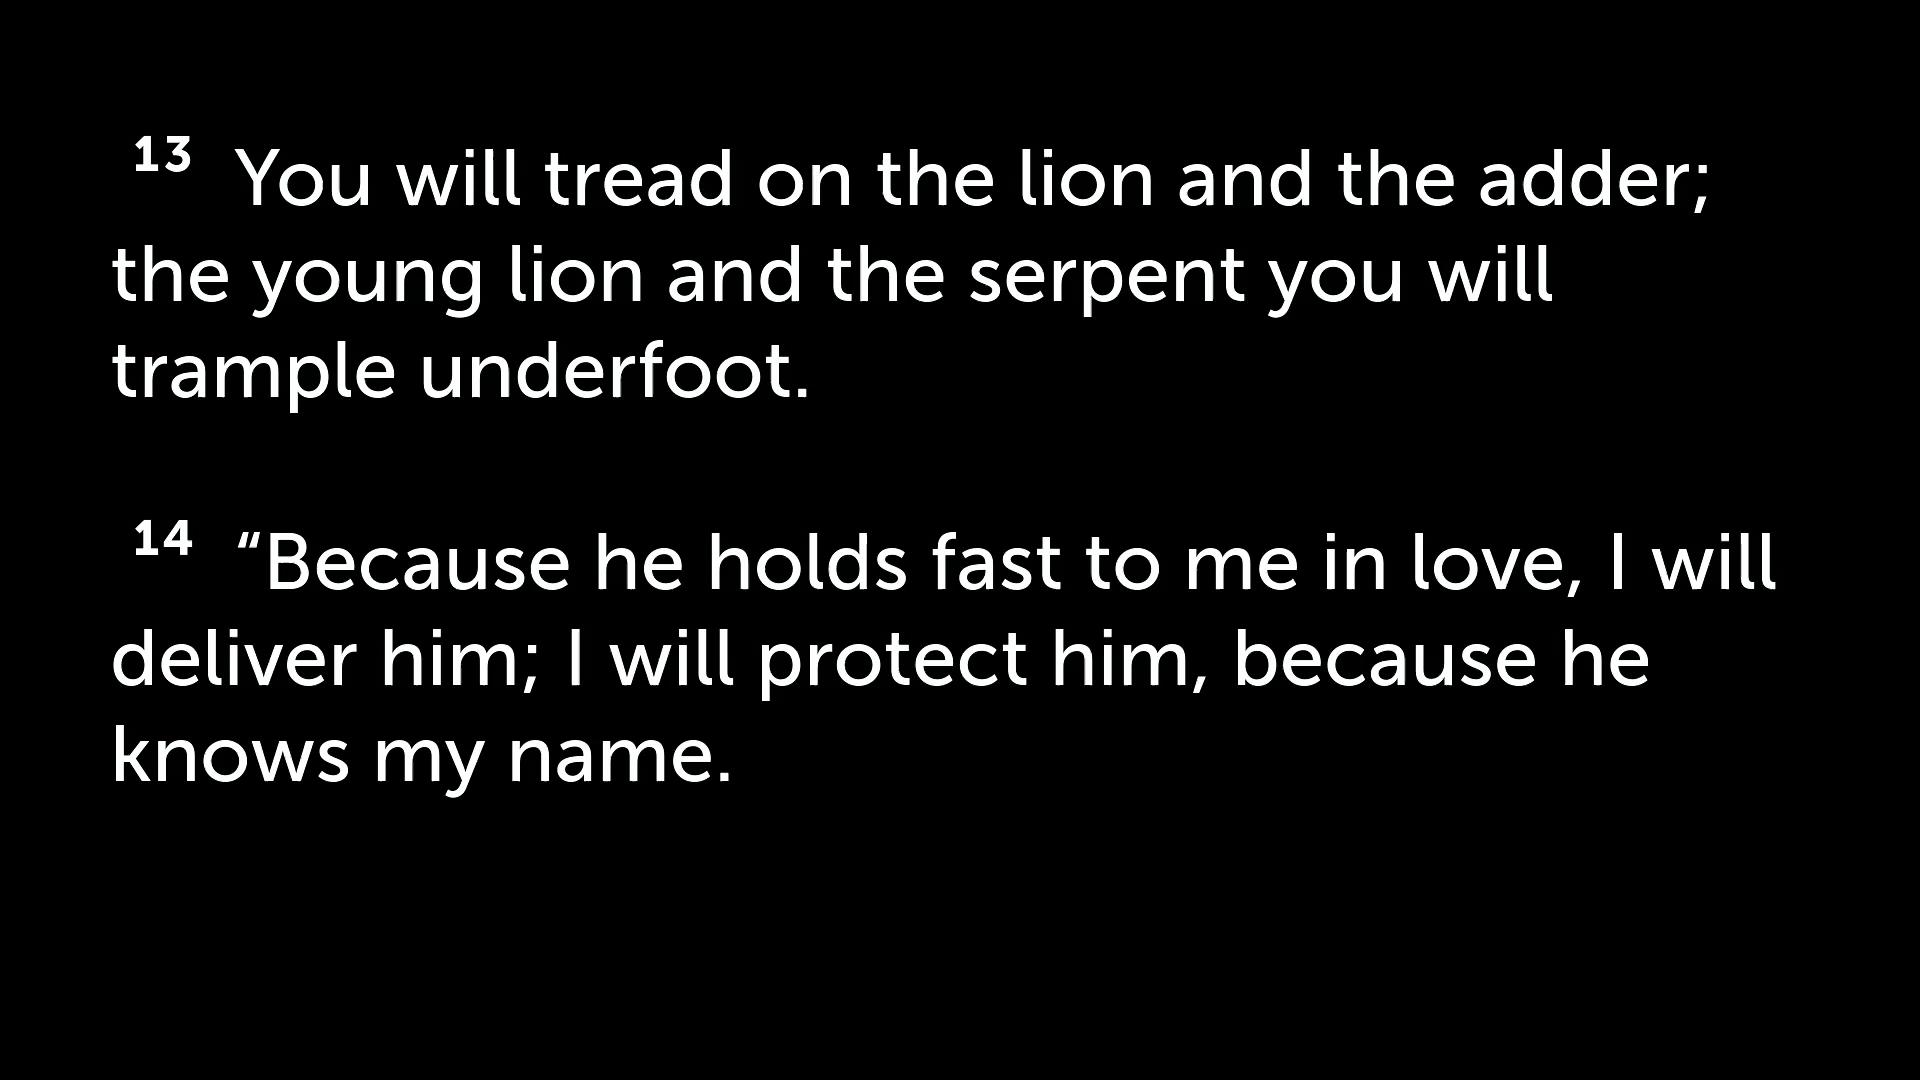 13 You will tread on the lion and the adder;
the young lion and the serpent you will
trample underfoot.
14 “Because he holds fast to me in love, I will
deliver him; I will protect him, because he
knows my name.